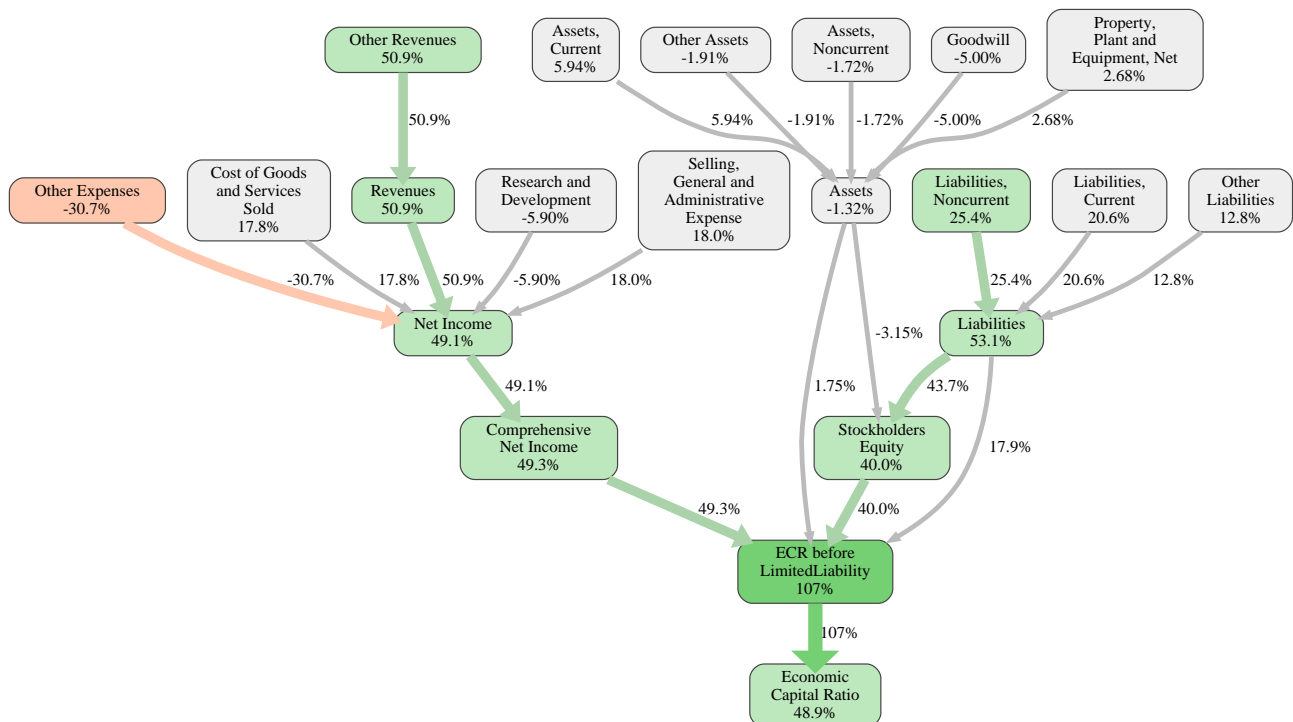 Other Revenues
50.9%
Assets,
Current
5.94%
Other Assets
-1.91%
Assets,
Noncurrent
-1.72%
Goodwill
-5.00%
Property,
Plant and
Equipment, Net
2.68%
50.9%
5.94%
-1.91%
-1.72%
-5.00%
2.68%
Other Expenses
-30.7%
Cost of Goods
and Services
Sold
17.8%
Revenues
50.9%
Research and
Development
-5.90%
Selling,
General and
Administrative
Expense
18.0%
Assets
-1.32%
Liabilities,
Noncurrent
25.4%
Liabilities,
Current
20.6%
Other
Liabilities
12.8%
-30.7%
17.8%
50.9%
-5.90%
18.0%
25.4%
20.6%
12.8%
Net Income
49.1%
-3.15%
Liabilities
53.1%
49.1%
1.75%
43.7%
Comprehensive
Net Income
49.3%
Stockholders
Equity
40.0%
17.9%
49.3%
40.0%
ECR before
LimitedLiability
107%
107%
Economic
Capital Ratio
48.9%